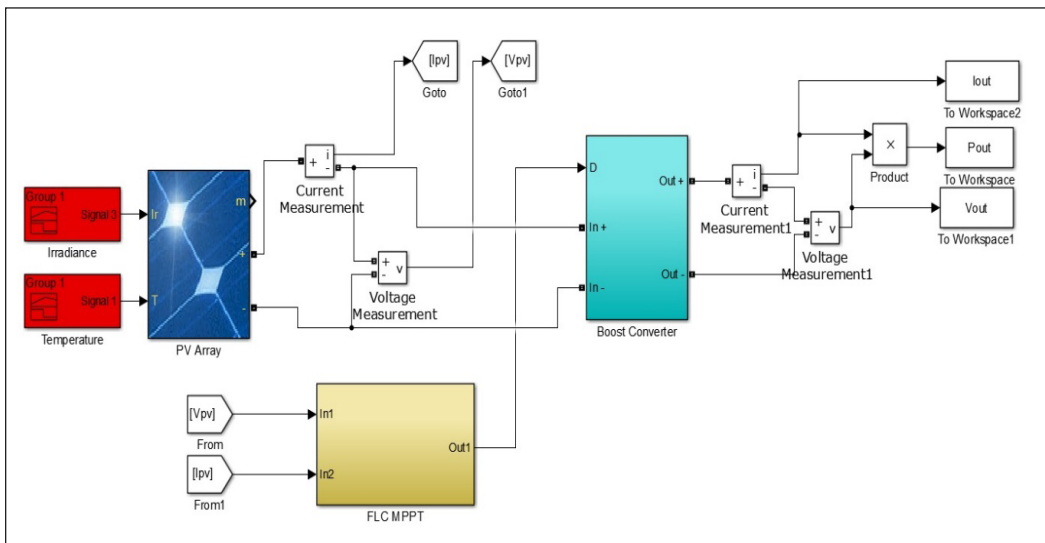 [Ipv]
Goto
[Vpv]
Goto1
Iout
To Workspace2
i
+
-
Current
Measurement
D
Out +
i
+
-
Current
Measurement1
×
Product
Pout
To Workspace
Group 1
Signal 3
Irradiance
Ir
m
+
In +
+
-
v
Voltage
Measurement
+
-
v
Voltage
Measurement1
Vout
To Workspace1
Group 1
Signal 1
Temperature
T
-
PV Array
Out -
In -
Boost Converter
[Vpv]
From
In1
Out1
[Ipv]
From1
In2
FLC MPPT